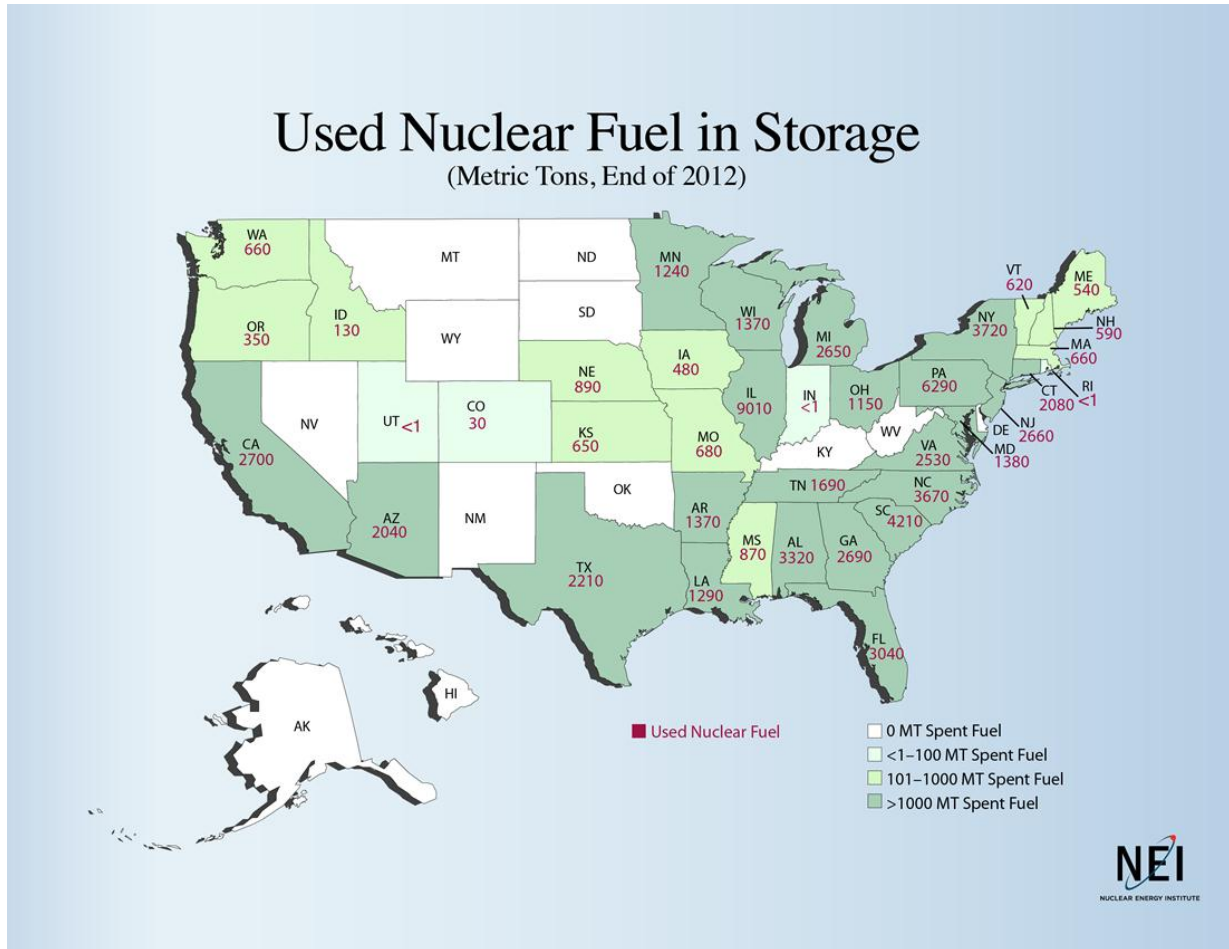 Used Nuclear Fuel in Storage
(Metric Tons, End of 2012)
WA
660
MT
ND
MN
1240
VT
620
ME
540
OR
350
ID
130
SD
WI
1370
MI
2650
NY
3720
NH
590
WY
MA
660
NE
890
IA
480
PA
6290
CT
2080
RI
<1
NV
UT <1
CO
30
IL
9010
IN
<1
OH
1150
NJ
2660
DE
MD
1380
CA
2700
KS
650
MO
680
KY
WV
VA
2530
AZ
2040
NM
OK
AR
1370
TN 1690
NC
3670
SC
4210
TX
2210
LA
1290
MS
870
AL
3320
GA
2690
FL
3040
HI
AK
Used Nuclear Fuel
0 MT Spent Fuel
<1–100 MT Spent Fuel
101–1000 MT Spent Fuel
>1000 MT Spent Fuel
NEI
NUCLEAR ENERGY INSTITUTE